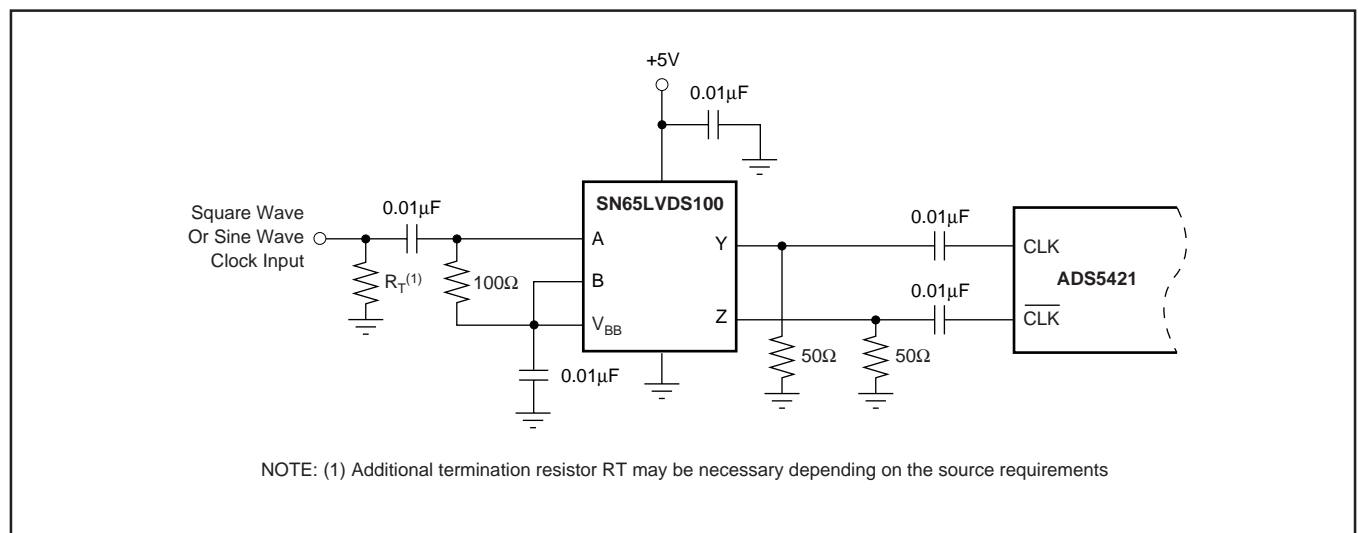 +5V
0.01µF
SN65LVDS100
Square Wave
Or Sine Wave
Clock Input
0.01µF
RT(1)
100Ω
A
B
VBB
Y
Z
0.01µF
0.01µF
0.01µF
50Ω
50Ω
CLK
ADS5421
CLK
NOTE: (1) Additional termination resistor RT may be necessary depending on the source requirements